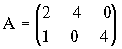 A = (2 4 0
1 0 4)